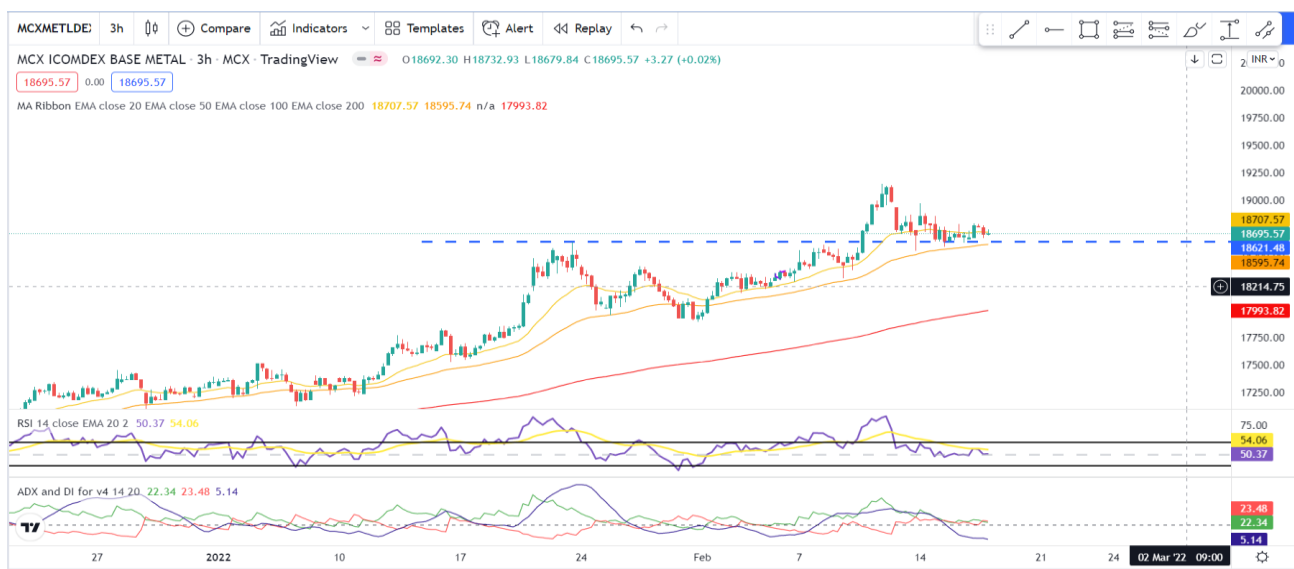 MCXMETLDEX 3h Compare Indicators Templates Alert Replay
MCX ICOMDEX BASE METAL · 3h · MCX · TradingView O18692.30 H18732.93 L18679.84 C18695.57 +3.27 (+0.02%)
INR
18695.57 0.00 18695.57
MA Ribbon EMA close 20 EMA close 50 EMA close 100 EMA close 200 18707.57 18595.74 n/a 17993.82
20000.00
19750.00
19500.00
19250.00
19000.00
18707.57
18695.57
18621.48
18595.74
18214.75
17993.82
17750.00
17500.00
17250.00
RSI 14 close EMA 20 2 50.37 54.06
75.00
54.06
50.37
ADX and DI for v4 14 20 22.34 23.48 5.14
23.48
22.34
5.14
27 2022 10 17 24 Feb 7 14 21 24 02 Mar '22 09:00